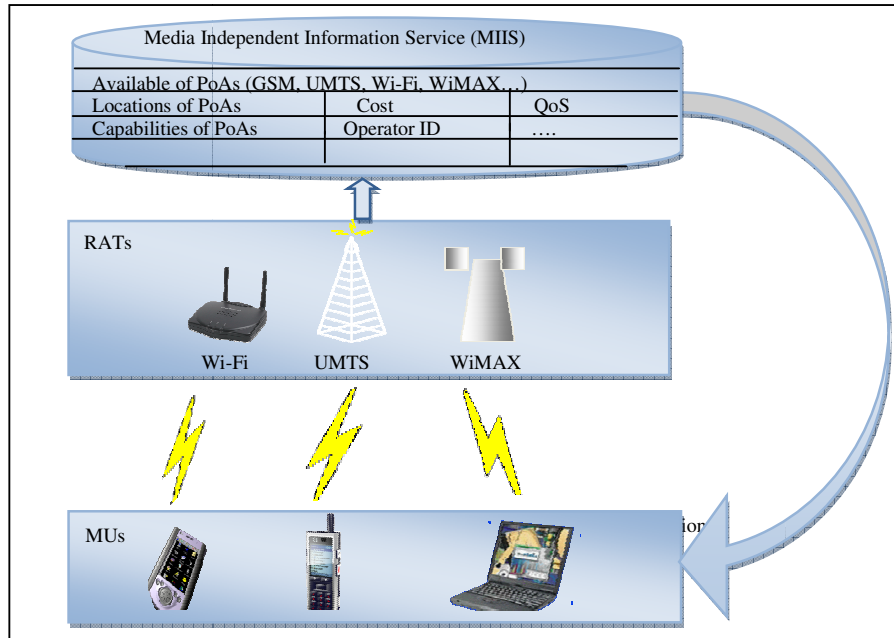 Media Independent Information Service (MIIS)
Available of PoAs (GSM, UMTS, Wi-Fi, WiMAX…)
Locations of PoAs Cost QoS
Capabilities of PoAs Operator ID ….
RATs
Wi-Fi UMTS WiMAX
MUs